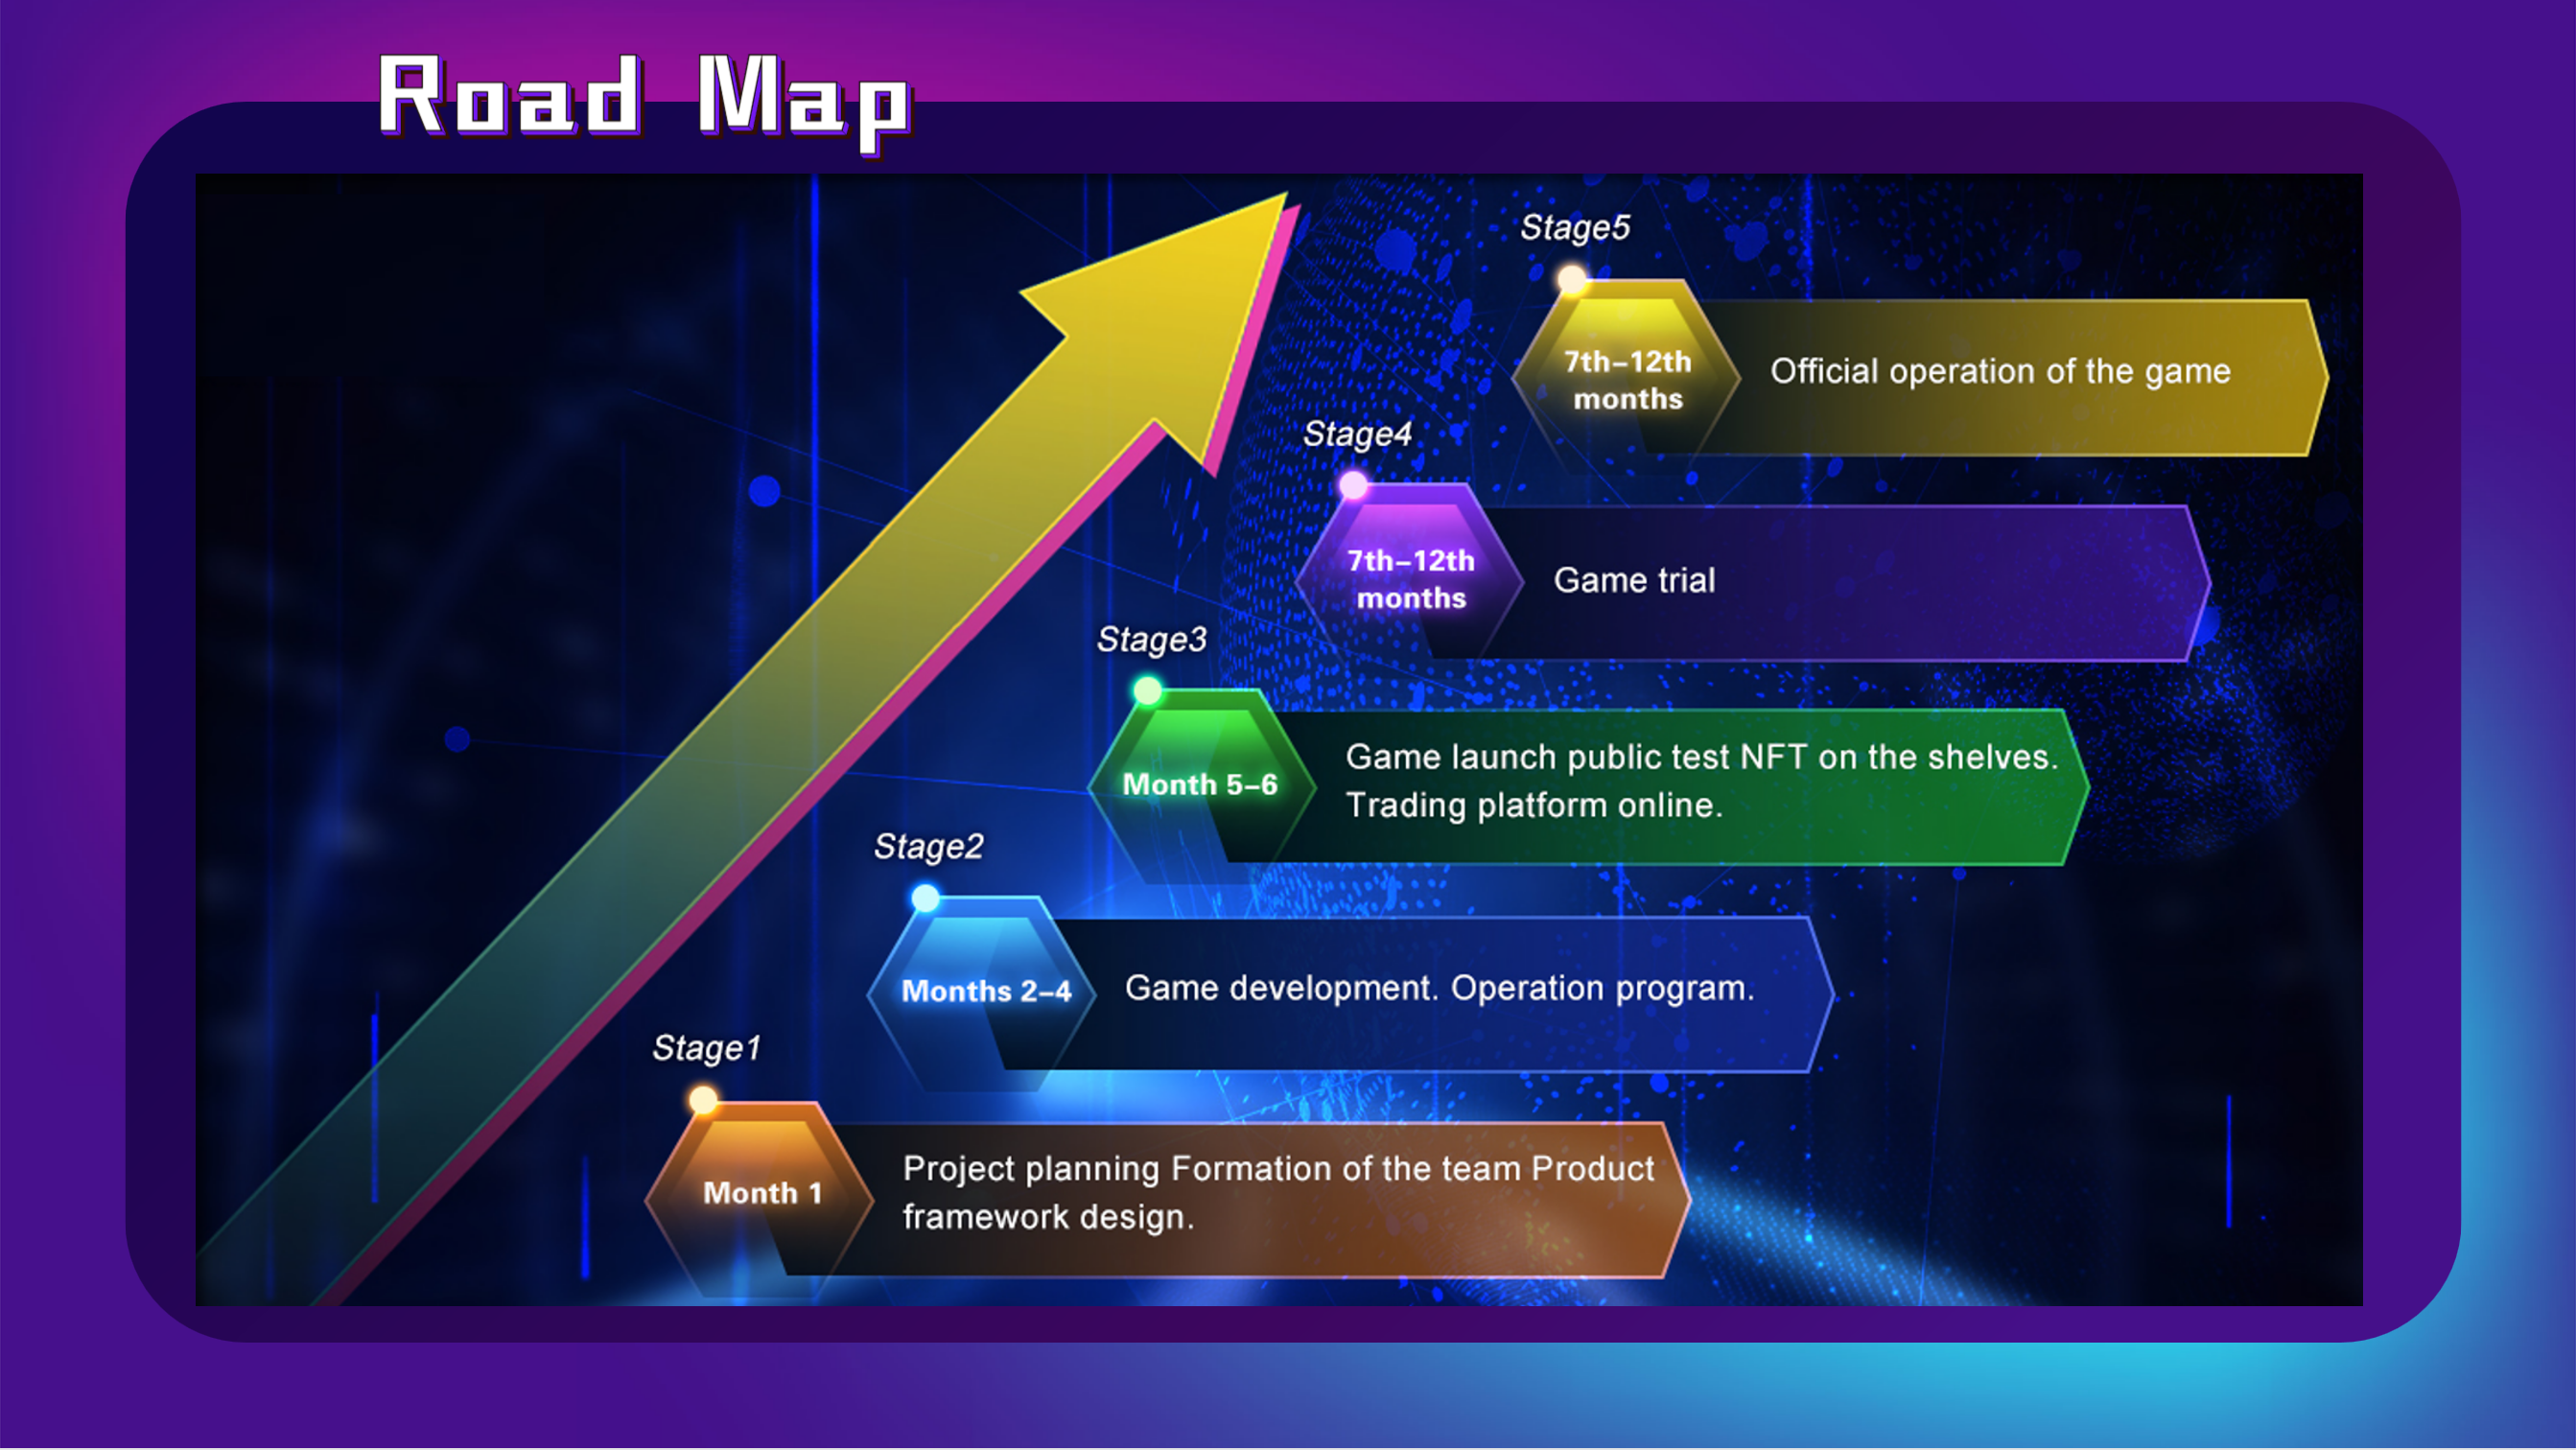 Road Map
Stage5
7th–12th
months
Official operation of the game
Stage4
7th–12th
months
Game trial
Stage3
Month 5–6
Game launch public test NFT on the shelves.
Trading platform online.
Stage2
Months 2–4
Game development. Operation program.
Stage1
Month 1
Project planning Formation of the team Product
framework design.